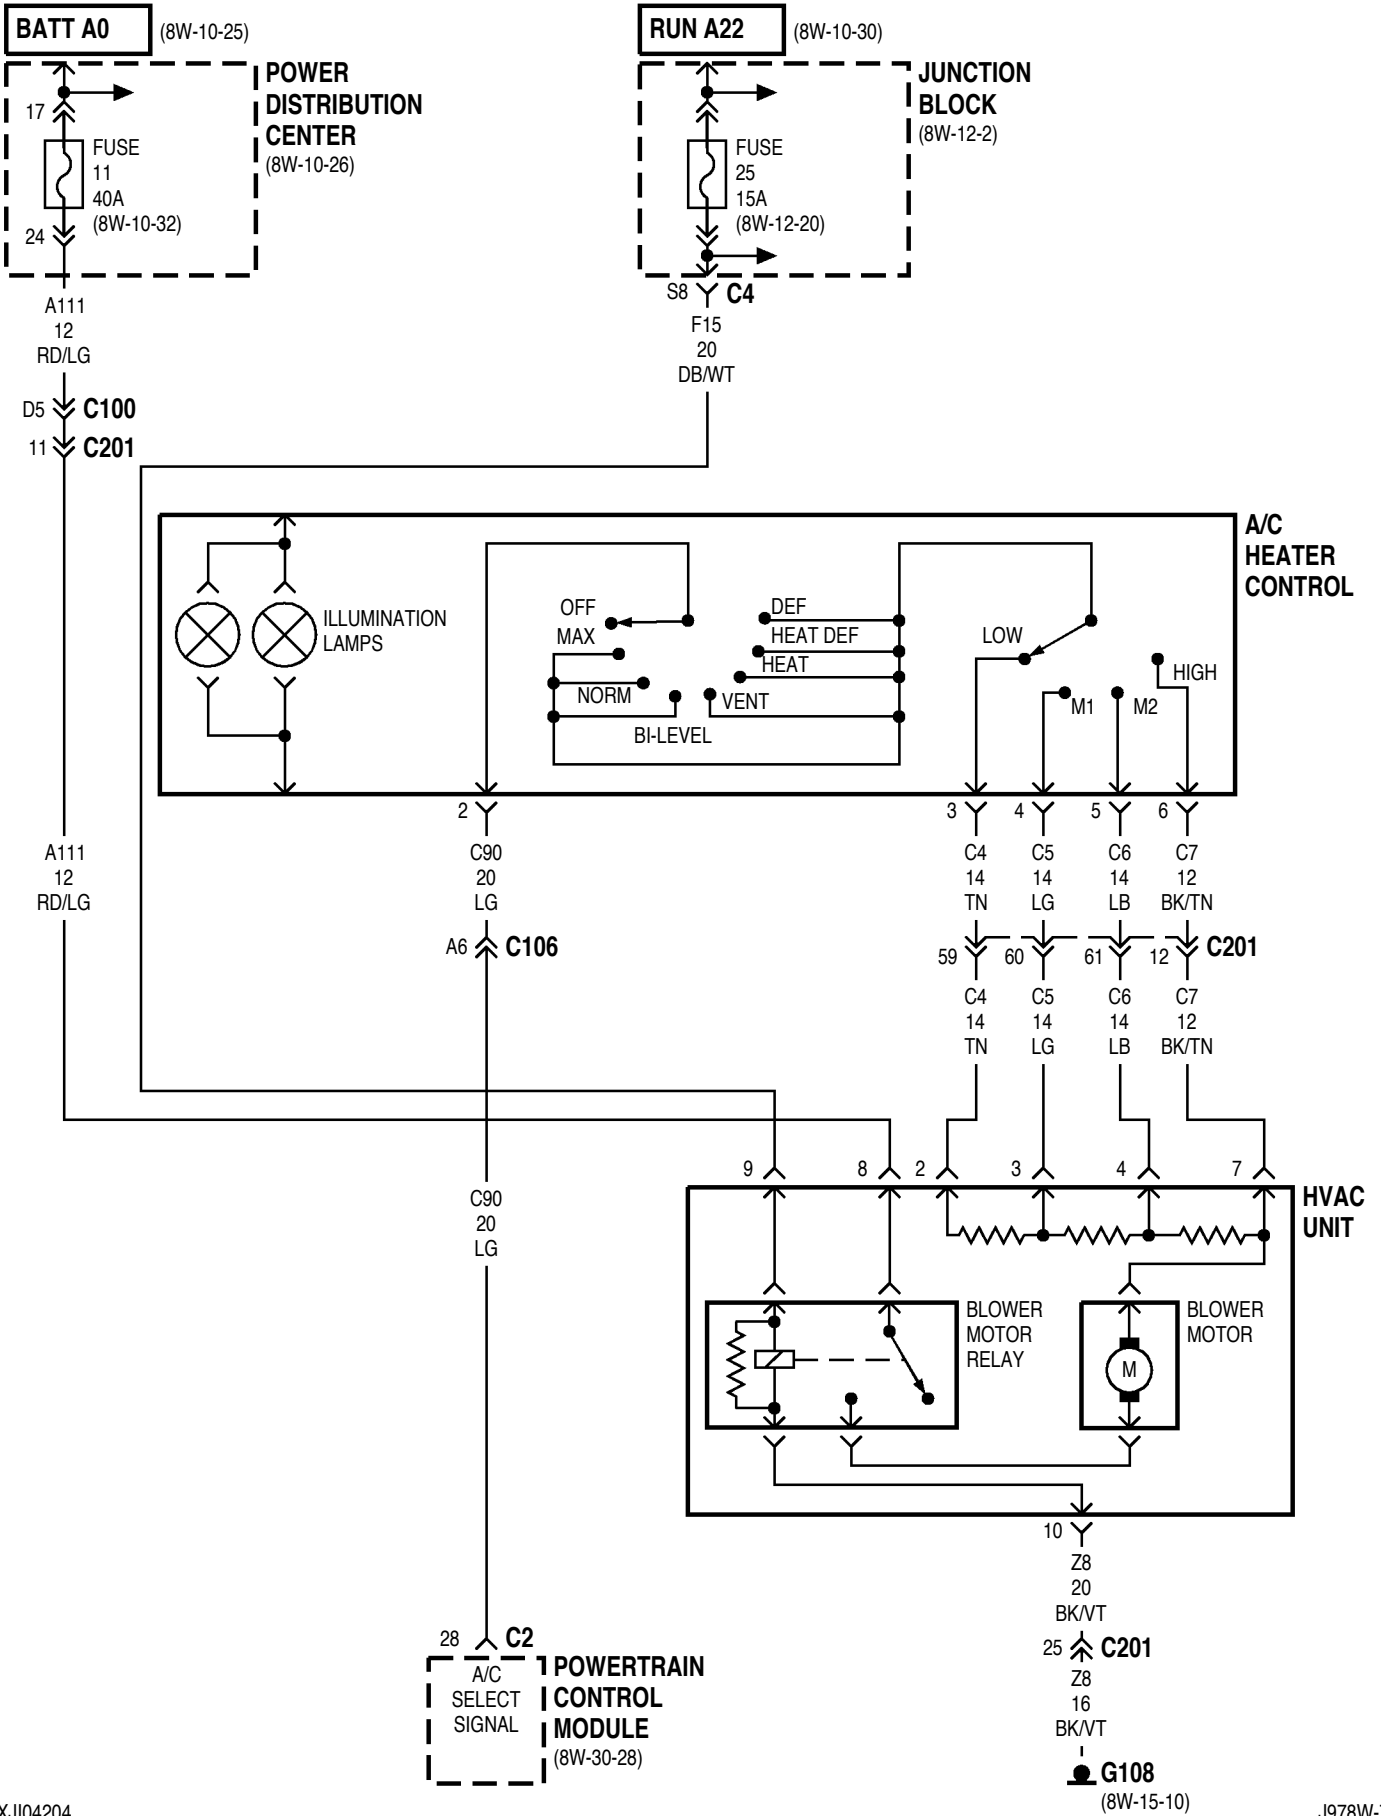 BATT A0 (8W-10-25)
RUN A22 (8W-10-30)
POWER
DISTRIBUTION
CENTER
(8W-10-26)
17
FUSE
11
40A
(8W-10-32)
24
JUNCTION
BLOCK
(8W-12-2)
FUSE
25
15A
(8W-12-20)
S8 C4
A111
12
RD/LG
F15
20
DB/WT
D5 C100
11 C201
A/C
HEATER
CONTROL
ILLUMINATION
LAMPS
OFF
MAX
NORM
BI-LEVEL
VENT
HEAT
HEAT DEF
DEF
LOW
M1
M2
HIGH
2
3
4
5
6
A111
12
RD/LG
C90
20
LG
C4
14
TN
C5
14
LG
C6
14
LB
C7
12
BK/TN
A6 C106
59
60
61
12
C201
C4
14
TN
C5
14
LG
C6
14
LB
C7
12
BK/TN
9
8
2
3
4
7
C90
20
LG
HVAC
UNIT
BLOWER
MOTOR
RELAY
BLOWER
MOTOR
M
10
Z8
20
BK/VT
25 C201
Z8
16
BK/VT
G108
(8W-15-10)
28 C2
A/C
SELECT
SIGNAL
POWERTRAIN
CONTROL
MODULE
(8W-30-28)